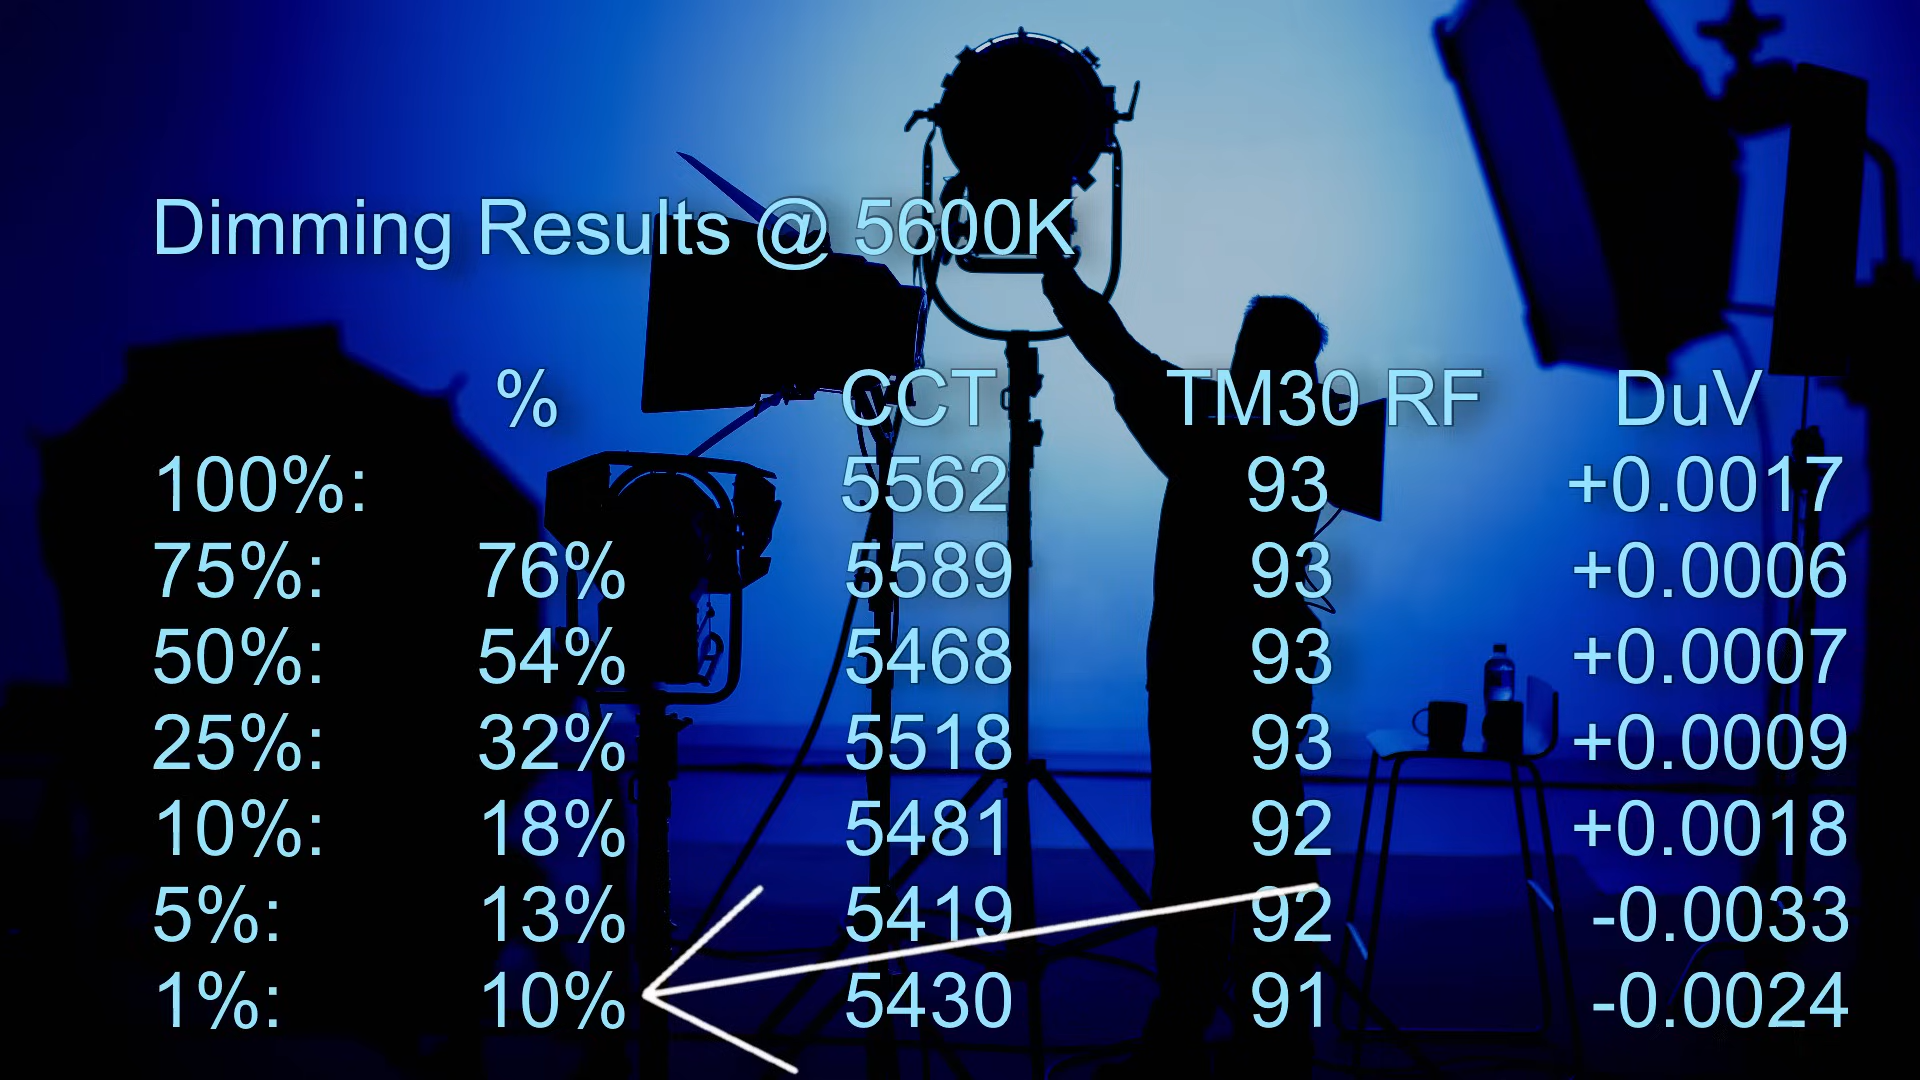 Dimming Results @ 5600K
% CCT TM30 RF DuV
100%: 5562 93 +0.0017
75%: 76% 5589 93 +0.0006
50%: 54% 5468 93 +0.0007
25%: 32% 5518 93 +0.0009
10%: 18% 5481 92 +0.0018
5%: 13% 5419 92 -0.0033
1%: 10% 5430 91 -0.0024